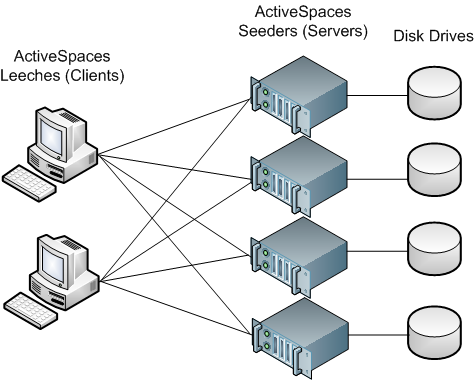 ActiveSpaces
Leeches (Clients)
ActiveSpaces
Seeders (Servers)
Disk Drives